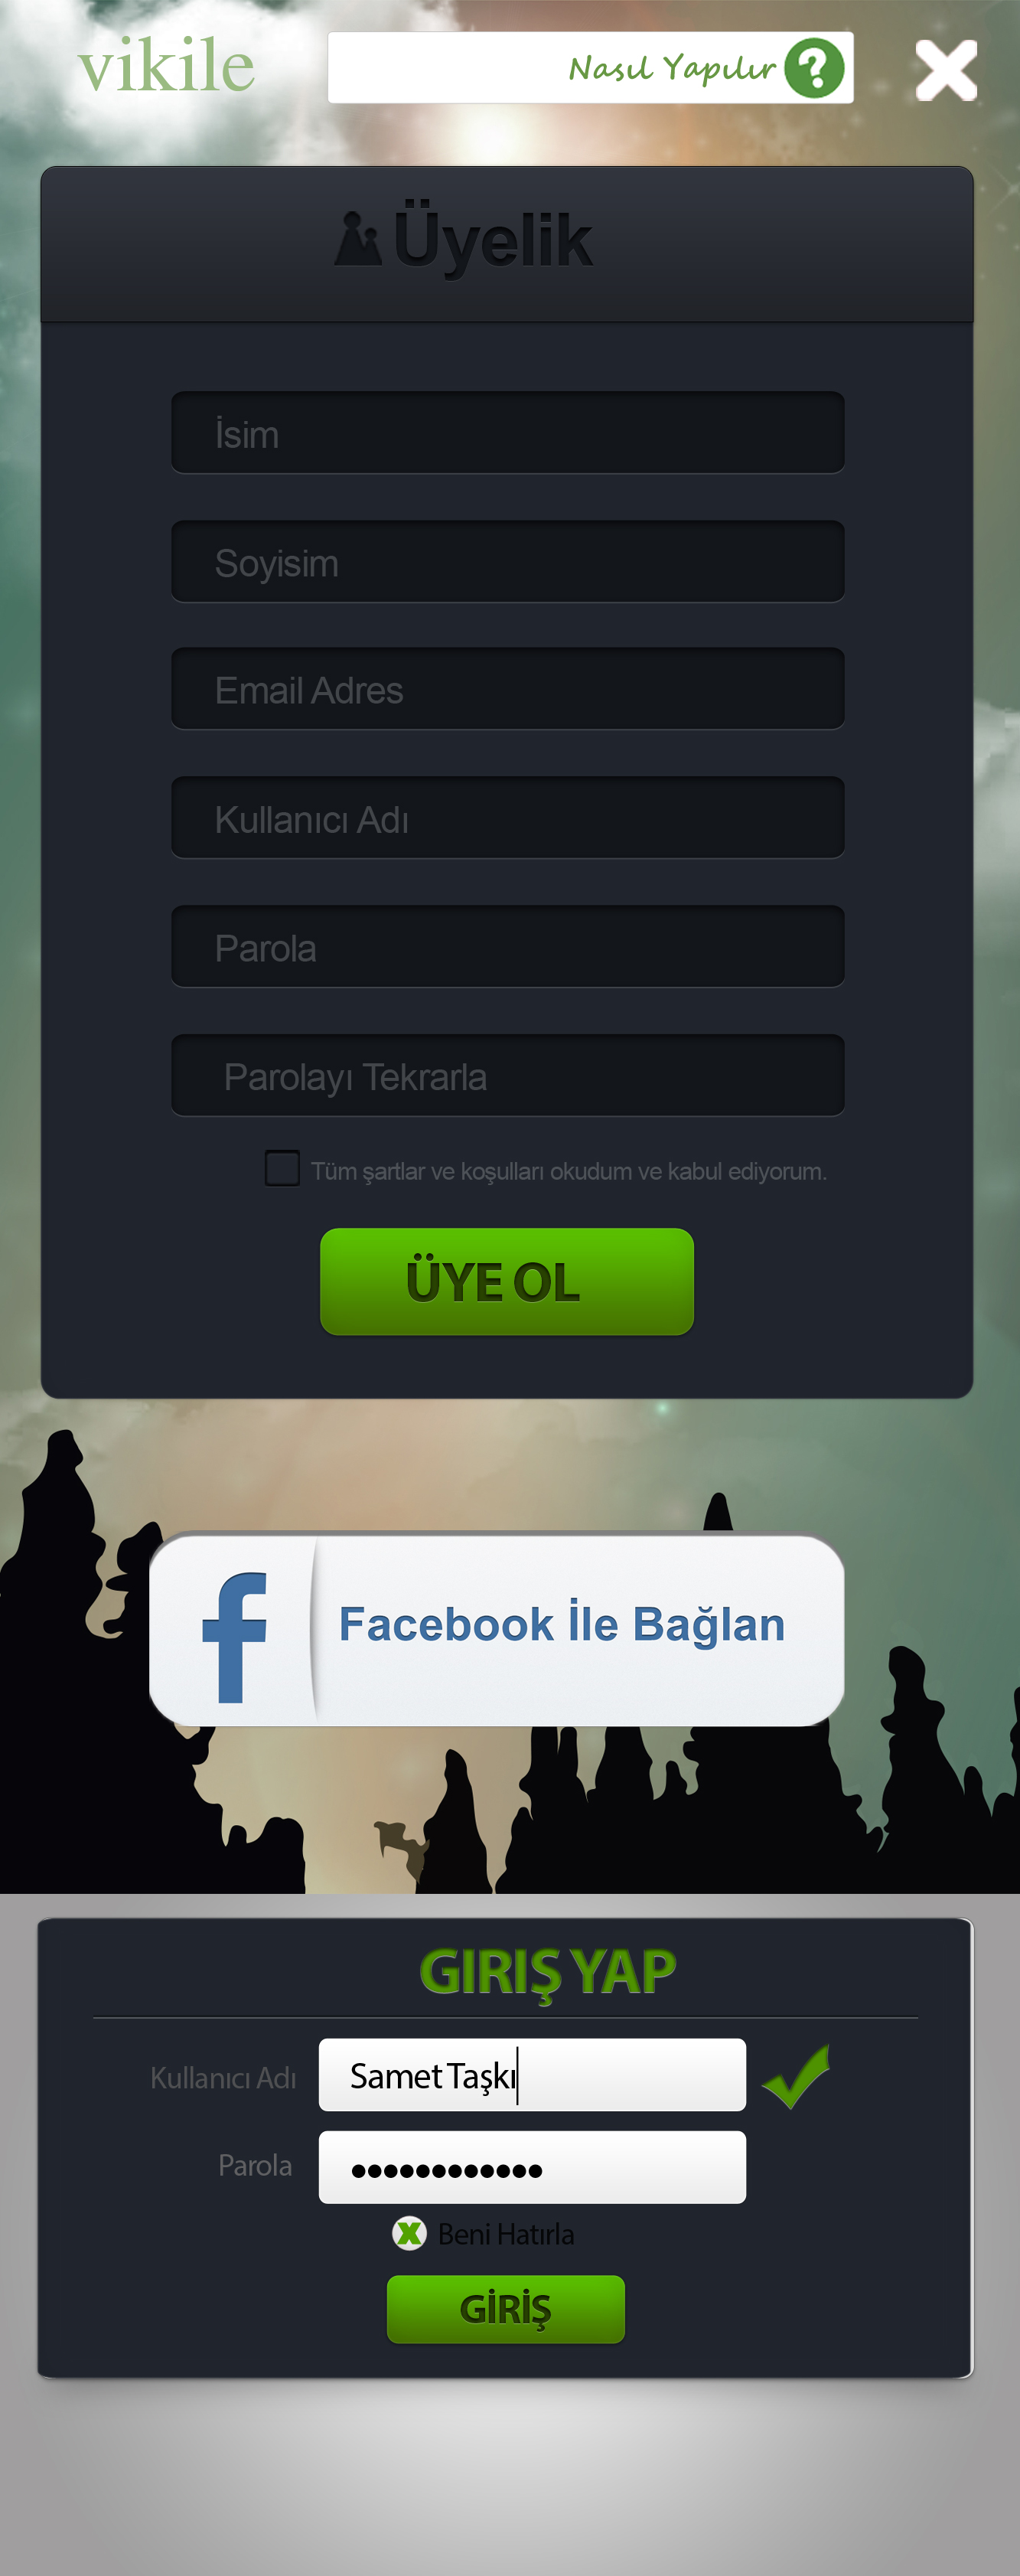 vikile
Nasıl Yapılır ?
Üyelik
İsim
Soyisim
Email Adres
Kullanıcı Adı
Parola
Parolayı Tekrarla
Tüm şartlar ve koşulları okudum ve kabul ediyorum.
ÜYE OL
f Facebook İle Bağlan
GIRIŞ YAP
Kullanıcı Adı Samet Taşkı
Parola ••••••••••••
Beni Hatırla
GİRİŞ